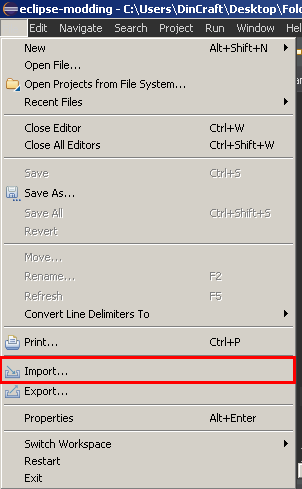 eclipse-modding - C:\Users\DinCraft\Desktop\Fol
Edit Navigate Search Project Run Window
New Alt+Shift+N
Open File...
Open Projects from File System...
Recent Files
Close Editor Ctrl+W
Close All Editors Ctrl+Shift+W
Save Ctrl+S
Save As...
Save All Ctrl+Shift+S
Revert
Move...
Rename... F2
Refresh F5
Convert Line Delimiters To
Print... Ctrl+P
Import...
Export...
Properties Alt+Enter
Switch Workspace
Restart
Exit